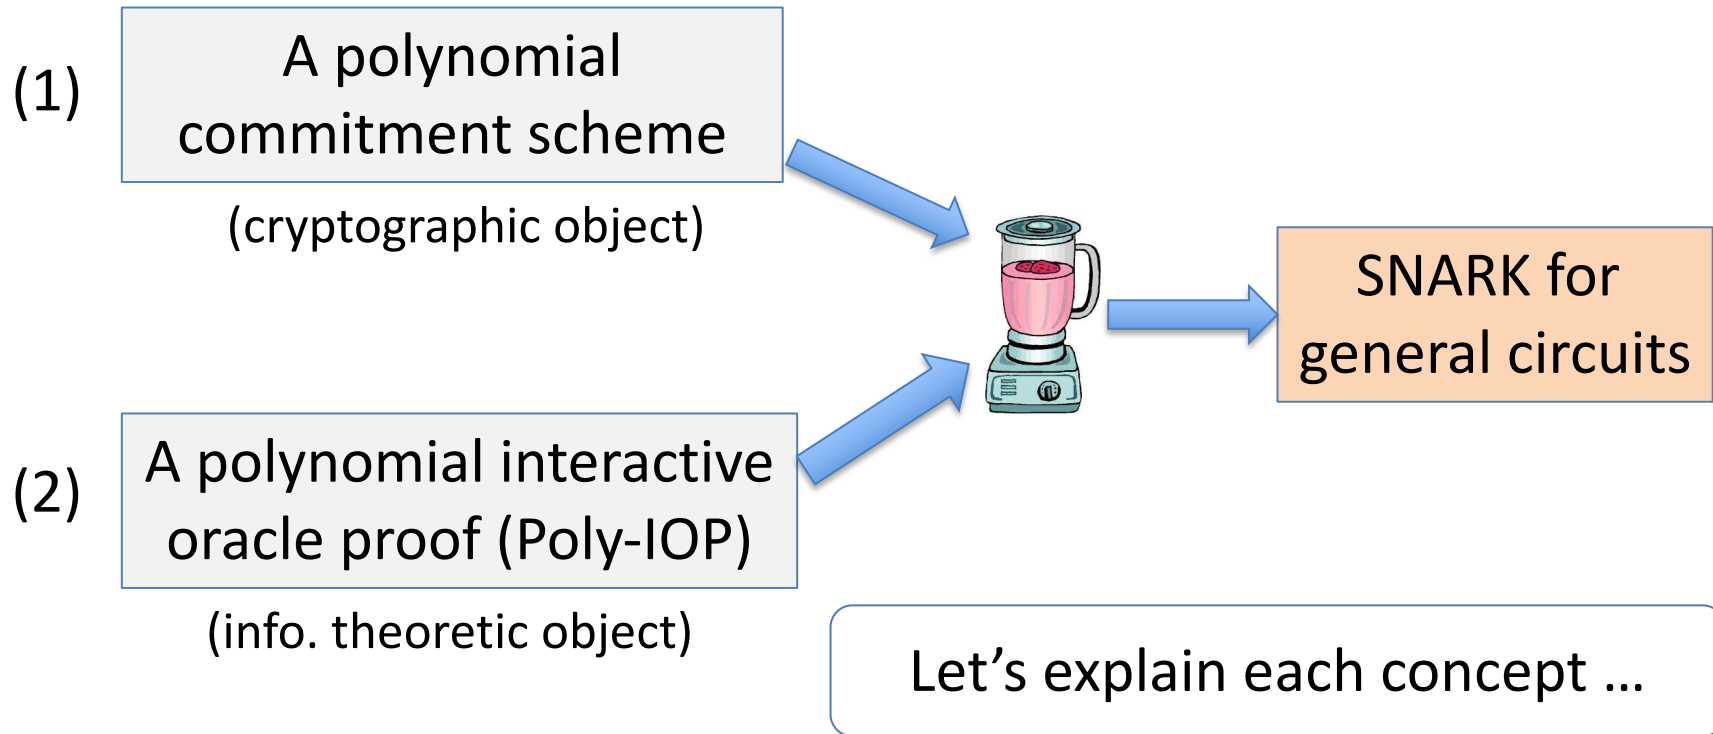 (1)
A polynomial
commitment scheme
(cryptographic object)
SNARK for
general circuits
(2)
A polynomial interactive
oracle proof (Poly-IOP)
(info. theoretic object)
Let’s explain each concept …